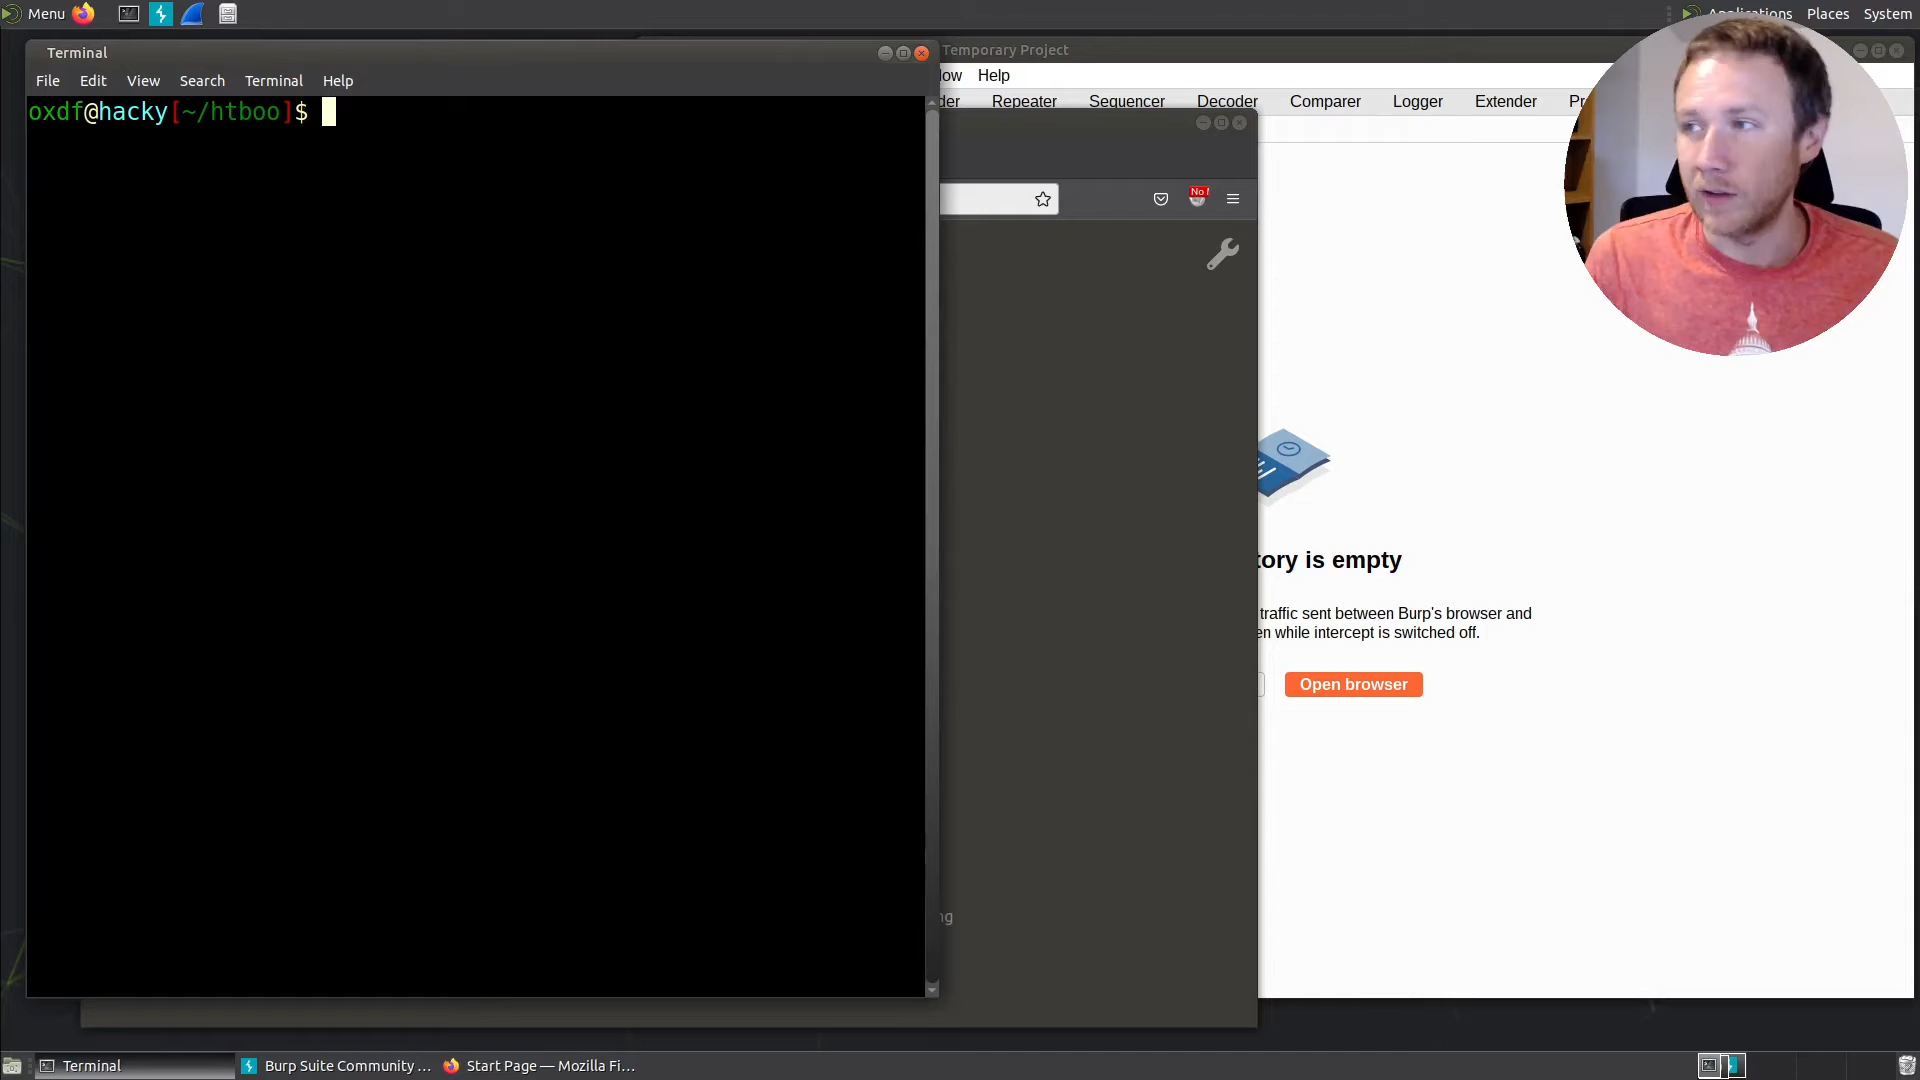 Menu
Applications Places System
Terminal
Temporary Project
File Edit View Search Terminal Help
Help
Repeater Sequencer Decoder Comparer Logger Extender
oxdf@hacky[~/htboo]$
No
is empty
traffic sent between Burp's browser and
while intercept is switched off.
Open browser
Terminal
Burp Suite Community ...
Start Page — Mozilla Fi...